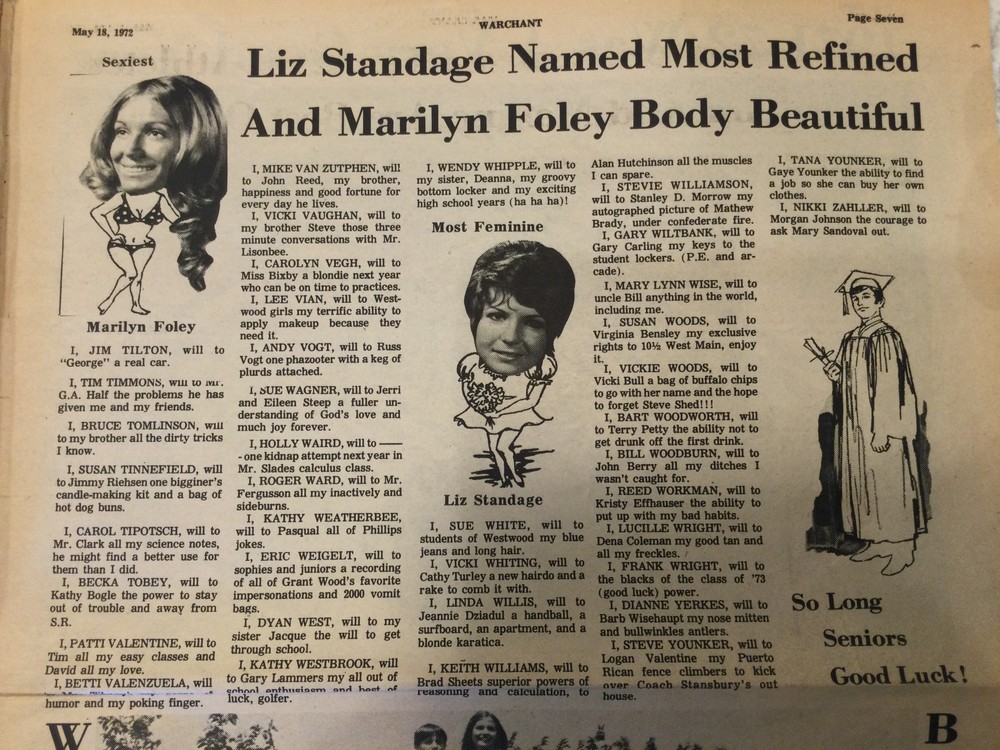 May 18, 1972
WARCHANT
Page Seven
Liz Standage Named Most Refined
And Marilyn Foley Body Beautiful
Sexiest
Marilyn Foley
I, JIM TILTON, will to
“George” a real car.
I, TIM TIMMONS, will to Mr.
G.A. Half the problems he has
given me and my friends.
I, BRUCE TOMLINSON, will
to my brother all the dirty tricks
I know.
I, SUSAN TINNEFIELD, will
to Jimmy Riehsen one bigginer's
candle-making kit and a bag of
hot dog buns.
I, CAROL TIPOTSCH, will to
Mr. Clark all my science notes,
he might find a better use for
them than I did.
I, BECKA TOBEY, will to
Kathy Bogle the power to stay
out of trouble and away from
S.R.
I, PATTI VALENTINE, will to
Tim all my easy classes and
David all my love.
I, BETTI VALENZUELA, will
humor and my poking finger.
I, MIKE VAN ZUTPHEN, will
to John Reed, my brother,
happiness and good fortune for
every day he lives.
I, VICKI VAUGHAN, will to
my brother Steve those three
minute conversations with Mr.
Lisonbee.
I, CAROLYN VEGH, will to
Miss Bixby a blondie next year
who can be on time to practices.
I, LEE VIAN, will to West-
wood girls my terrific ability to
apply makeup because they
need it.
I, ANDY VOGT, will to Russ
Vogt one phazooter with a keg of
plurds attached.
I, SUE WAGNER, will to Jerri
and Eileen Steep a fuller un-
derstanding of God's love and
much joy forever.
I, HOLLY WAIRD, will to ——
- one kidnap attempt next year in
Mr. Slades calculus class.
I, ROGER WARD, will to Mr.
Fergusson all my inactively and
sideburns.
I, KATHY WEATHERBEE,
will to Pasqual all of Phillips
jokes.
I, ERIC WEIGELT, will to
sophies and juniors a recording
of all of Grant Wood's favorite
impersonations and 2000 vomit
bags.
I, DYAN WEST, will to my
sister Jacque the will to get
through school.
I, KATHY WESTBROOK, will
to Gary Lammers my all out of
school enthusiasm and best of
luck, golfer.
I, WENDY WHIPPLE, will to
my sister, Deanna, my groovy
bottom locker and my exciting
high school years (ha ha ha)!
Most Feminine
Liz Standage
I, SUE WHITE, will to
students of Westwood my blue
jeans and long hair.
I, VICKI WHITING, will to
Cathy Turley a new hairdo and a
rake to comb it with.
I, LINDA WILLIS, will to
Jeannie Dziadul a handball, a
surfboard, an apartment, and a
blonde karatica.
I, KEITH WILLIAMS, will to
Brad Sheets superior powers of
reasoning and calculation, to
Alan Hutchinson all the muscles
I can spare.
I, STEVIE WILLIAMSON,
will to Stanley D. Morrow my
autographed picture of Mathew
Brady, under confederate fire.
I, GARY WILTBANK, will to
Gary Carling my keys to the
student lockers. (P.E. and ar-
cade).
I, MARY LYNN WISE, will to
uncle Bill anything in the world,
including me.
I, SUSAN WOODS, will to
Virginia Bensley my exclusive
rights to 10½ West Main, enjoy
it.
I, VICKIE WOODS, will to
Vicki Bull a bag of buffalo chips
to go with her name and the hope
to forget Steve Shed!!!
I, BART WOODWORTH, will
to Terry Petty the ability not to
get drunk off the first drink.
I, BILL WOODBURN, will to
John Berry all my ditches I
wasn't caught for.
I, REED WORKMAN, will to
Kristy Effhauser the ability to
put up with my bad habits.
I, LUCILLE WRIGHT, will to
Dena Coleman my good tan and
all my freckles.
I, FRANK WRIGHT, will to
the blacks of the class of '73
(good luck) power.
I, DIANNE YERKES, will to
Barb Wisehaupt my nose mitten
and bullwinkles antlers.
I, STEVE YOUNKER, will to
Logan Valentine my Puerto
Rican fence climbers to kick
over Coach Stansbury's out
house.
I, TANA YOUNKER, will to
Gaye Younker the ability to find
a job so she can buy her own
clothes.
I, NIKKI ZAHLLER, will to
Morgan Johnson the courage to
ask Mary Sandoval out.
So Long
Seniors
Good Luck!
W
B